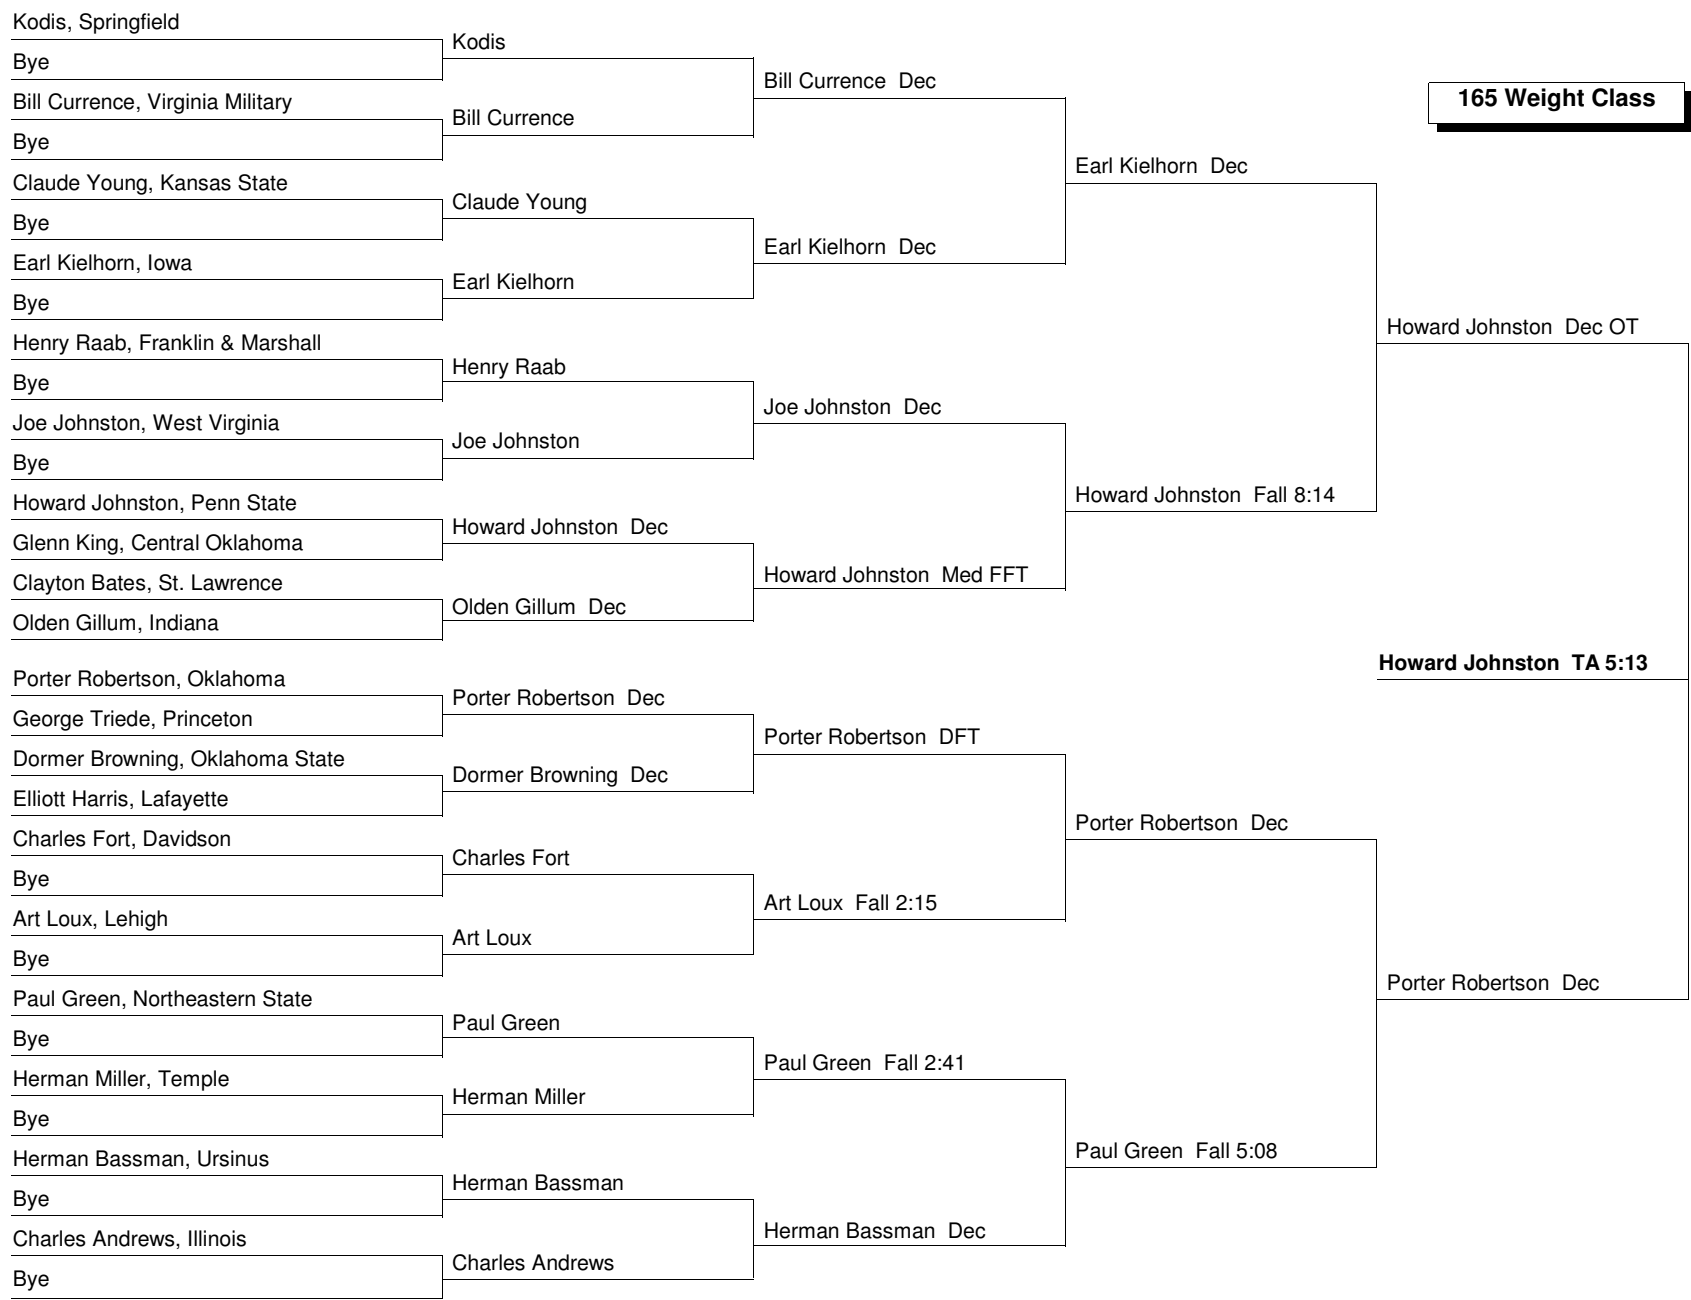 165 Weight Class
Kodis, Springfield
Bye
Bill Currence, Virginia Military
Bye
Claude Young, Kansas State
Bye
Earl Kielhorn, Iowa
Bye
Henry Raab, Franklin & Marshall
Bye
Joe Johnston, West Virginia
Bye
Howard Johnston, Penn State
Glenn King, Central Oklahoma
Clayton Bates, St. Lawrence
Olden Gillum, Indiana
Porter Robertson, Oklahoma
George Triede, Princeton
Dormer Browning, Oklahoma State
Elliott Harris, Lafayette
Charles Fort, Davidson
Bye
Art Loux, Lehigh
Bye
Paul Green, Northeastern State
Bye
Herman Miller, Temple
Bye
Herman Bassman, Ursinus
Bye
Charles Andrews, Illinois
Bye
Kodis
Bill Currence
Claude Young
Earl Kielhorn
Henry Raab
Joe Johnston
Howard Johnston Dec
Olden Gillum Dec
Porter Robertson Dec
Dormer Browning Dec
Charles Fort
Art Loux
Paul Green
Herman Miller
Herman Bassman
Charles Andrews
Bill Currence Dec
Earl Kielhorn Dec
Joe Johnston Dec
Howard Johnston Med FFT
Porter Robertson DFT
Art Loux Fall 2:15
Paul Green Fall 2:41
Herman Bassman Dec
Earl Kielhorn Dec
Howard Johnston Fall 8:14
Porter Robertson Dec
Paul Green Fall 5:08
Howard Johnston Dec OT
Porter Robertson Dec
Howard Johnston TA 5:13